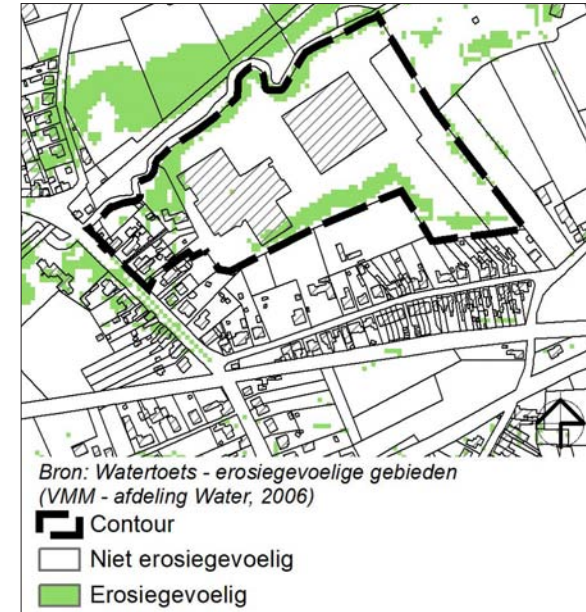 Bron: Watertoets - erosiegevoelige gebieden
(VMM - afdeling Water, 2006)
Contour
Niet erosiegevoelig
Erosiegevoelig